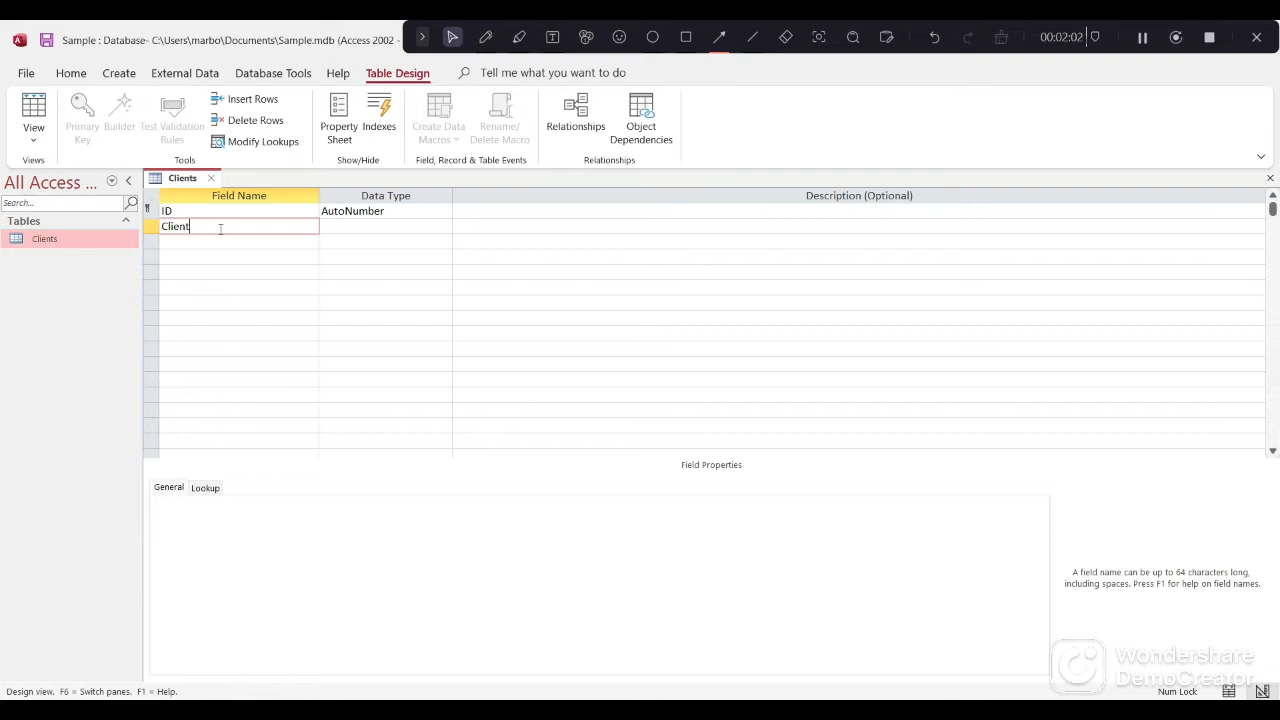 Sample : Database- C:\Users\marbo\Documents\Sample.mdb (Access 2002 -
00:02:02
File Home Create External Data Database Tools Help Table Design Tell me what you want to do
View
Primary Key
Builder
Test Validation Rules
Insert Rows
Delete Rows
Modify Lookups
Property Sheet
Indexes
Create Data Macros
Rename/ Delete Macro
Relationships
Object Dependencies
Views Tools Show/Hide Field, Record & Table Events Relationships
All Access ...
Search...
Tables
Clients
Clients
Field Name Data Type Description (Optional)
ID AutoNumber
Client
Field Properties
General Lookup
A field name can be up to 64 characters long,
including spaces. Press F1 for help on field names.
Wondershare
DemoCreator
Design view. F6 = Switch panes. F1 = Help.
Num Lock